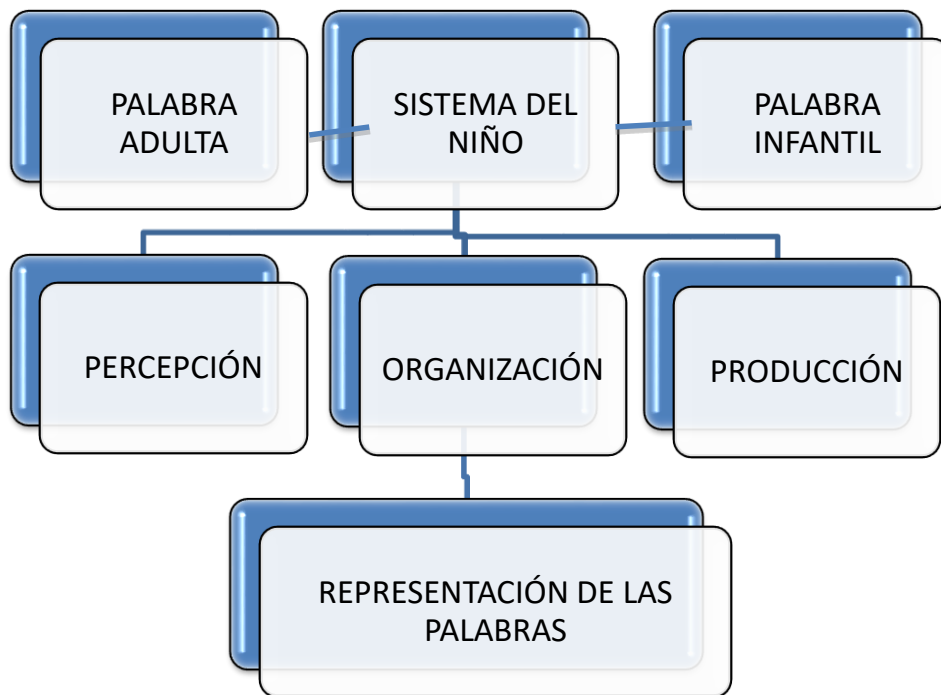 PALABRA
ADULTA
SISTEMA DEL
NIÑO
PALABRA
INFANTIL
PERCEPCIÓN
ORGANIZACIÓN
PRODUCCIÓN
REPRESENTACIÓN DE LAS
PALABRAS